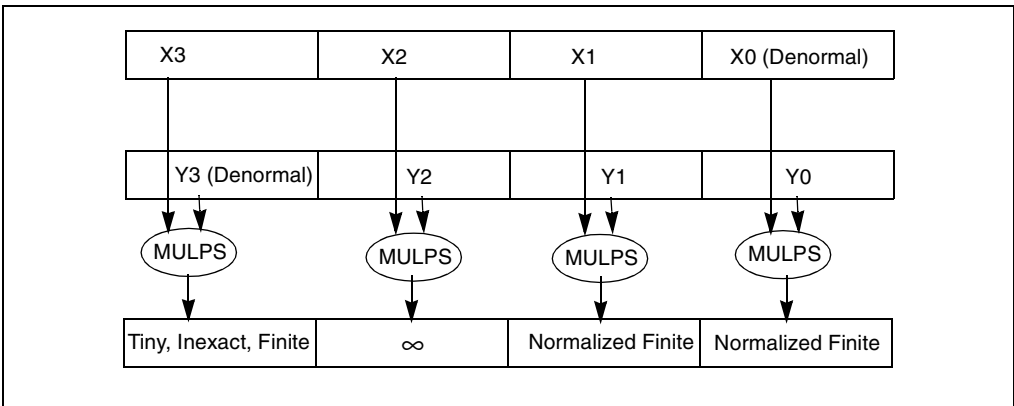 X3 X2 X1 X0 (Denormal)
Y3 (Denormal) Y2 Y1 Y0
MULPS MULPS MULPS MULPS
Tiny, Inexact, Finite ∞ Normalized Finite Normalized Finite